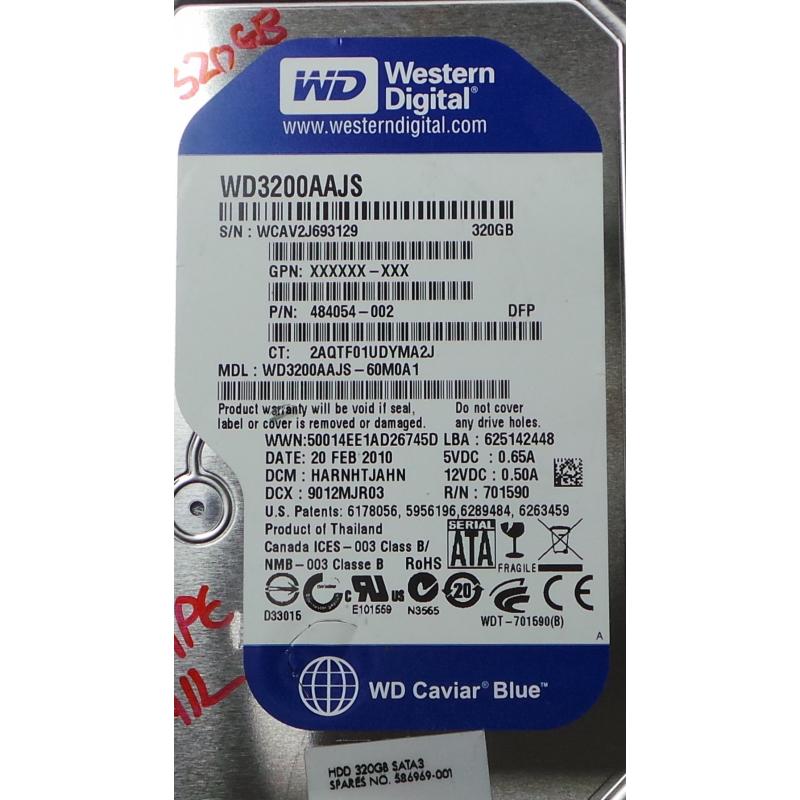 320GB
WD Western
Digital®
www.westerndigital.com
WD3200AAJS
S/N : WCAV2J693129 320GB
GPN: XXXXXX-XXX
P/N: 484054-002 DFP
CT: 2AQTF01UDYMA2J
MDL : WD3200AAJS-60M0A1
Product warranty will be void if seal, Do not cover
label or cover is removed or damaged. any drive holes.
WWN:50014EE1AD26745D LBA : 625142448
DATE: 20 FEB 2010 5VDC : 0.65A
DCM : HARNHTJAHN 12VDC : 0.50A
DCX : 9012MJR03 R/N : 701590
U.S. Patents: 6178056, 5956196,6289484, 6263459
Product of Thailand SERIAL
Canada ICES-003 Class B/ ATA
NMB-003 Classe B RoHS FRAGILE
c RU us 20 CE
D33015 E101559 N3565 WDT-701590(B)
A
WD Caviar® Blue™
HDD 320GB SATA3
SPARES NO. 586969-001